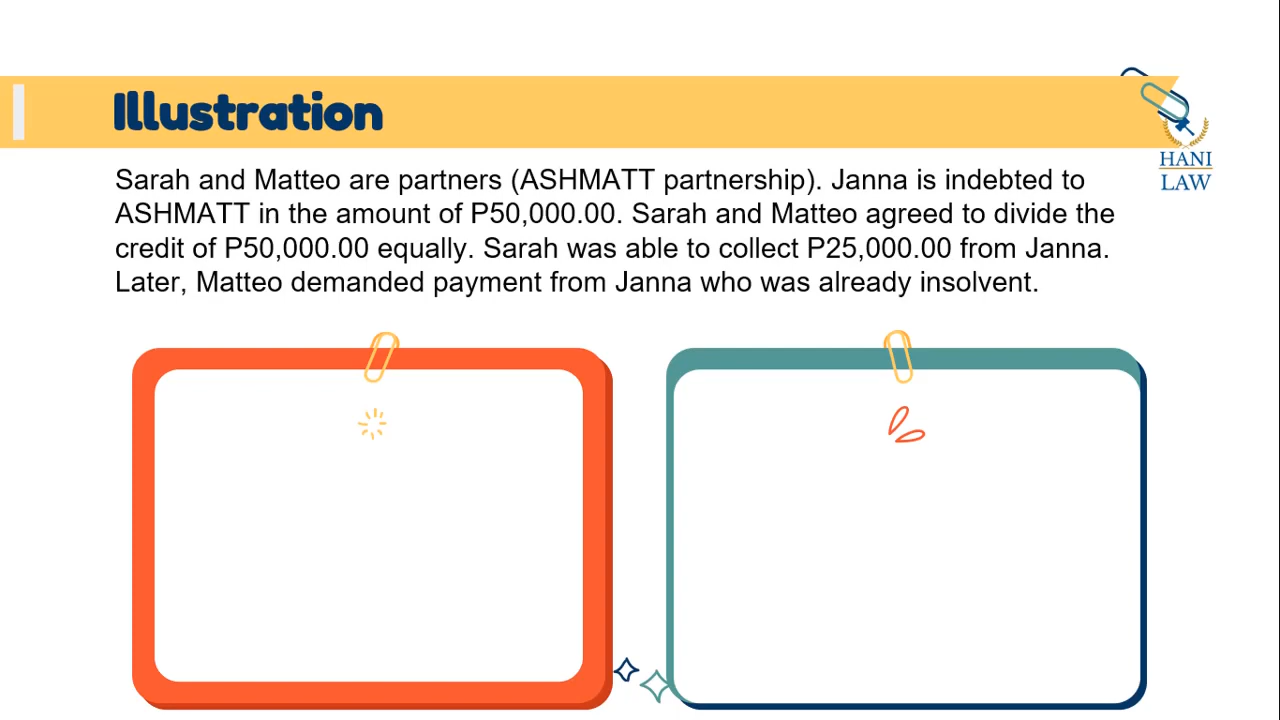 Illustration
HANI
LAW
Sarah and Matteo are partners (ASHMATT partnership). Janna is indebted to
ASHMATT in the amount of P50,000.00. Sarah and Matteo agreed to divide the
credit of P50,000.00 equally. Sarah was able to collect P25,000.00 from Janna.
Later, Matteo demanded payment from Janna who was already insolvent.